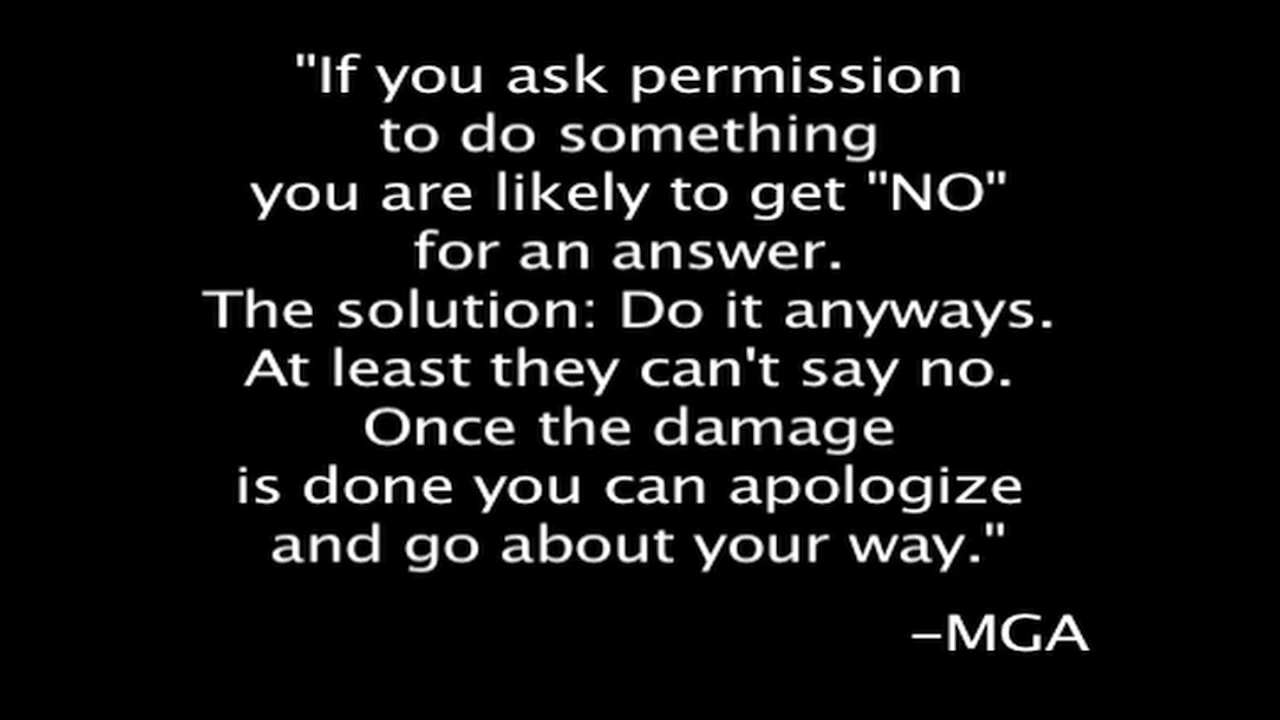 "If you ask permission
to do something
you are likely to get "NO"
for an answer.
The solution: Do it anyways.
At least they can't say no.
Once the damage
is done you can apologize
and go about your way."
–MGA